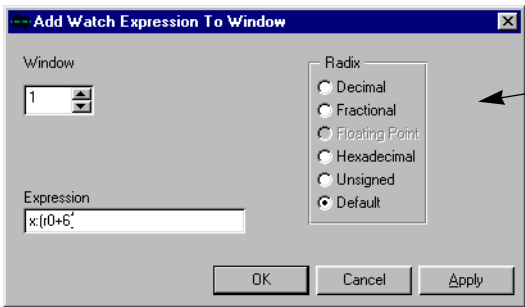 Add Watch Expression To Window
Window
1
Radix
Decimal
Fractional
Floating Point
Hexadecimal
Unsigned
Default
Expression
x:(r0+6)
OK
Cancel
Apply